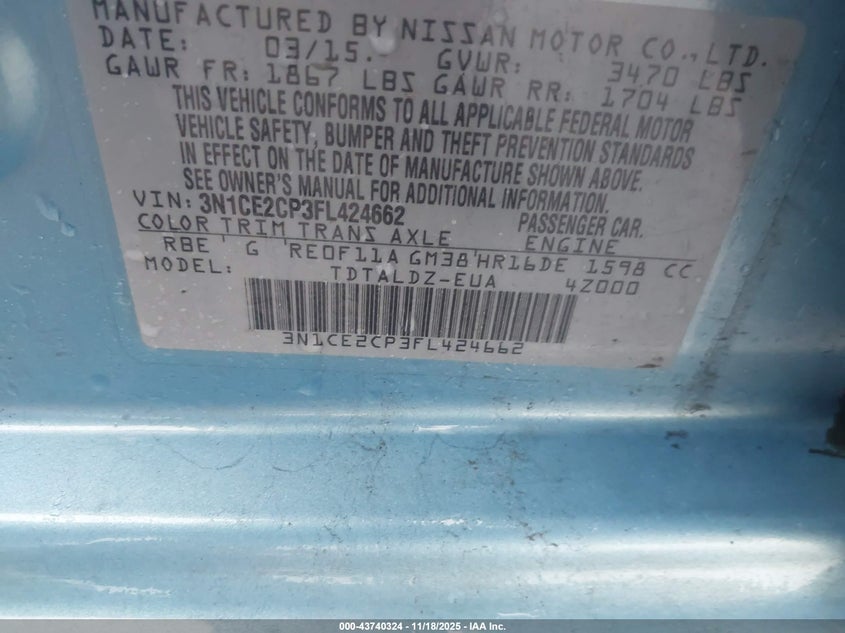 MANUFACTURED BY NISSAN MOTOR CO., LTD.
DATE: 03/15. GVWR: 3470 LBS
GAWR FR: 1867 LBS GAWR RR: 1704 LBS
THIS VEHICLE CONFORMS TO ALL APPLICABLE FEDERAL MOTOR
VEHICLE SAFETY, BUMPER AND THEFT PREVENTION STANDARDS
IN EFFECT ON THE DATE OF MANUFACTURE SHOWN ABOVE.
SEE OWNER'S MANUAL FOR ADDITIONAL INFORMATION.
VIN: 3N1CE2CP3FL424662 PASSENGER CAR.
COLOR TRIM TRANS AXLE ENGINE
RBE G RE0F11A GM38 HR16DE 1598 CC
MODEL: TDTALDZ-EUA 4Z000
3N1CE2CP3FL424662
000-43740324 | 11/18/2025 - IAA Inc.